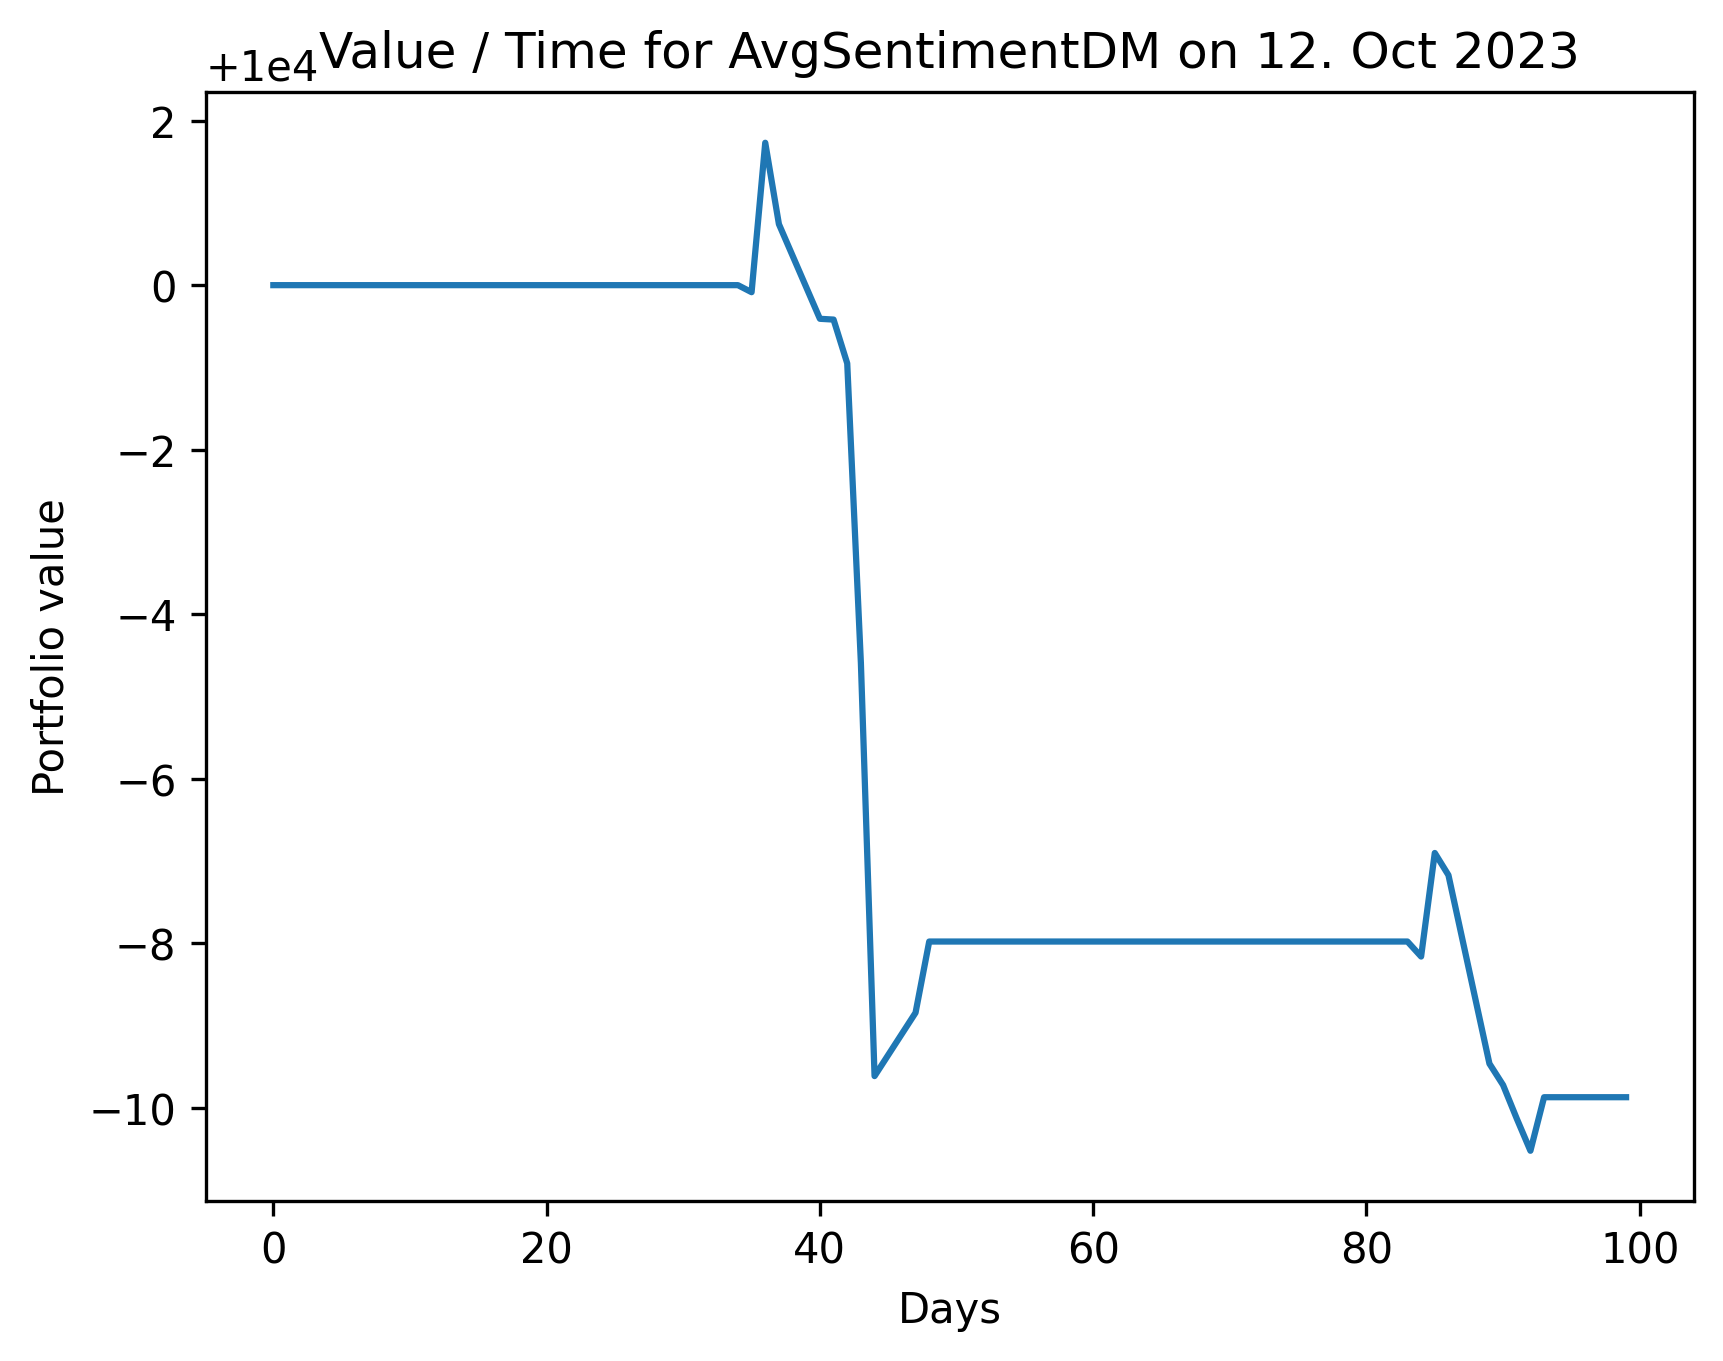 Value / Time for AvgSentimentDM on 12. Oct 2023
+1e4
2
0
−2
−4
−6
−8
−10
Portfolio value
0 20 40 60 80 100
Days